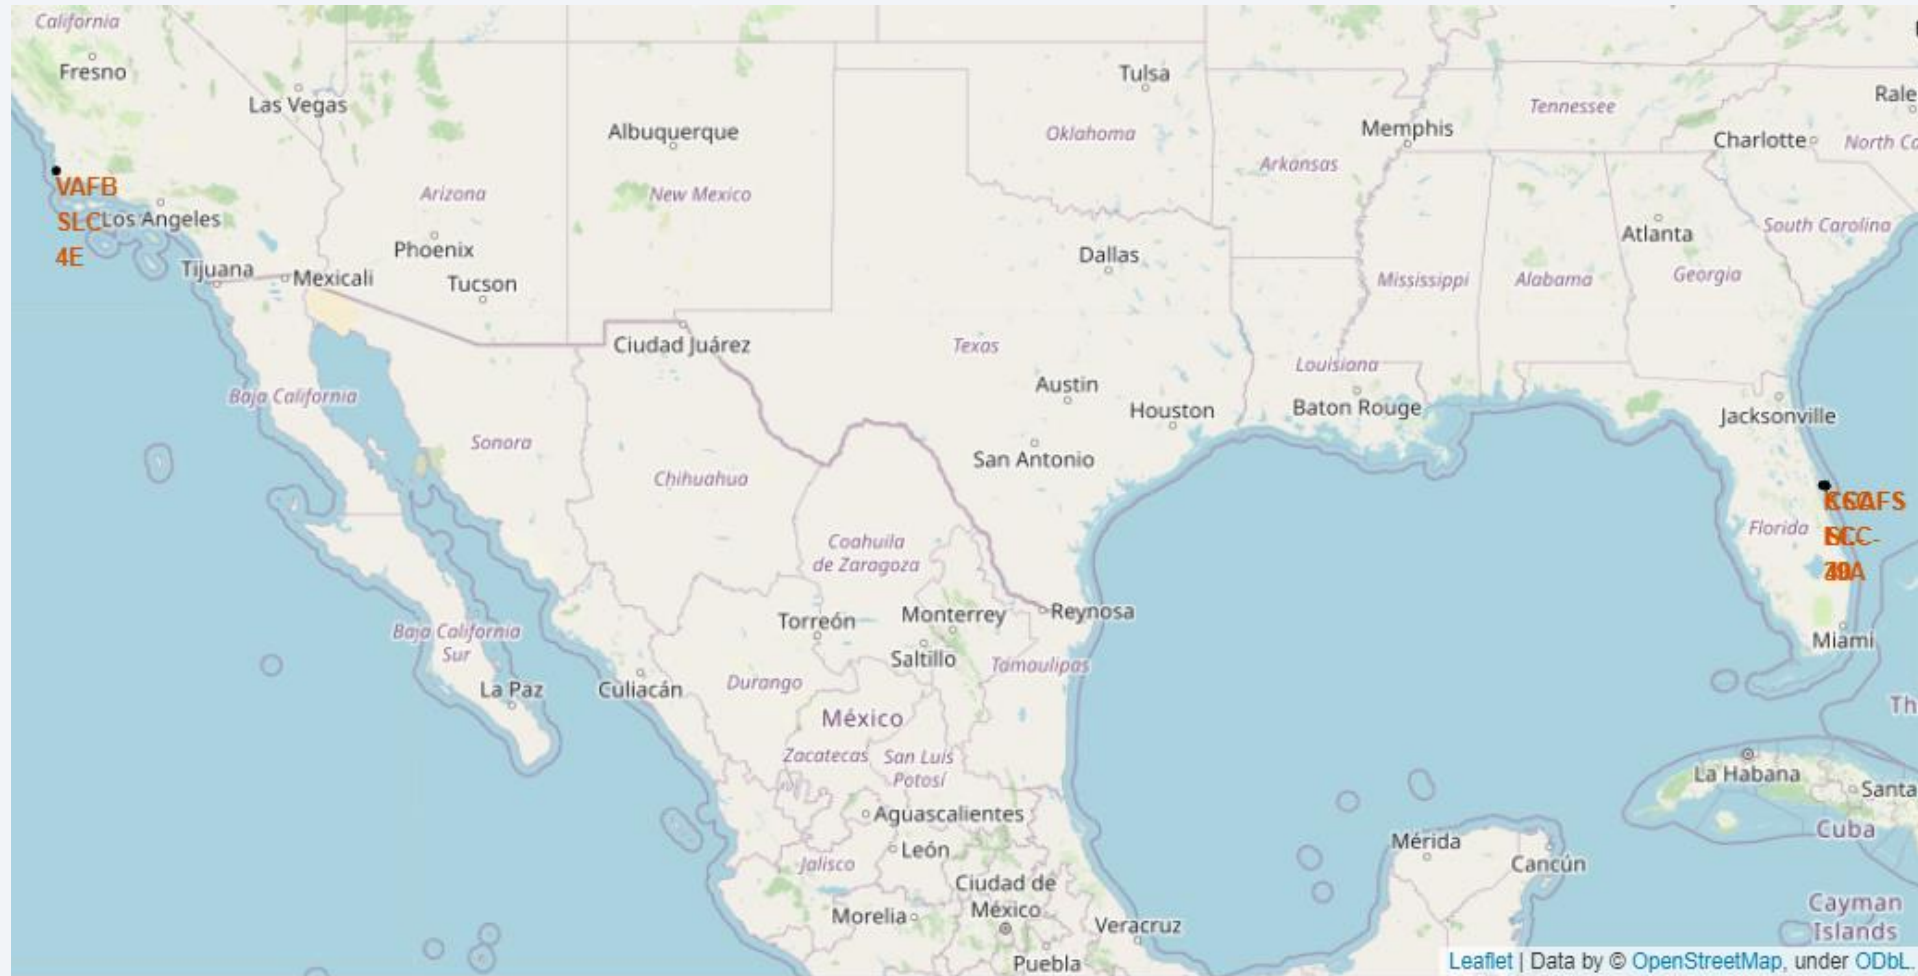 California
Fresno
Las Vegas
Albuquerque
Tulsa
Oklahoma
Memphis
Tennessee
Charlotte
Arkansas
VAFB
SLC
4E
Los Angeles
Arizona
New Mexico
Phoenix
Tijuana
Mexicali
Tucson
Dallas
Atlanta
South Carolina
Mississippi
Alabama
Georgia
Ciudad Juárez
Texas
Louisiana
Baja California
Austin
Houston
Baton Rouge
Jacksonville
Sonora
San Antonio
Chihuahua
Florida
Coahuila
de Zaragoza
Torreón
Monterrey
Reynosa
Baja California
Sur
Saltillo
Tamaulipas
Miami
La Paz
Culiacán
Durango
México
Zacatecas
San Luis
Potosí
La Habana
Santa
Cuba
Aguascalientes
León
Jalisco
Mérida
Cancún
Ciudad de
México
Morelia
Veracruz
Puebla
Cayman
Islands
Leaflet | Data by © OpenStreetMap, under ODbL.